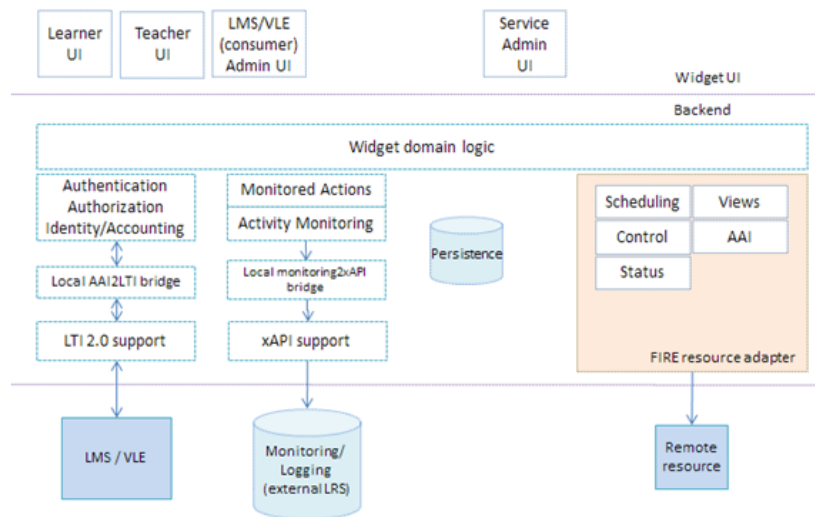 Learner
UI
Teacher
UI
LMS/VLE
(consumer)
Admin UI
Service
Admin
UI
Widget UI
Backend
Widget domain logic
Authentication
Authorization
Identity/Accounting
Monitored Actions
Activity Monitoring
Persistence
Scheduling
Views
Control
AAI
Status
Local AAI2LTI bridge
Local monitoring2xAPI
bridge
LTI 2.0 support
xAPI support
FIRE resource adapter
LMS / VLE
Monitoring/
Logging
(external LRS)
Remote
resource